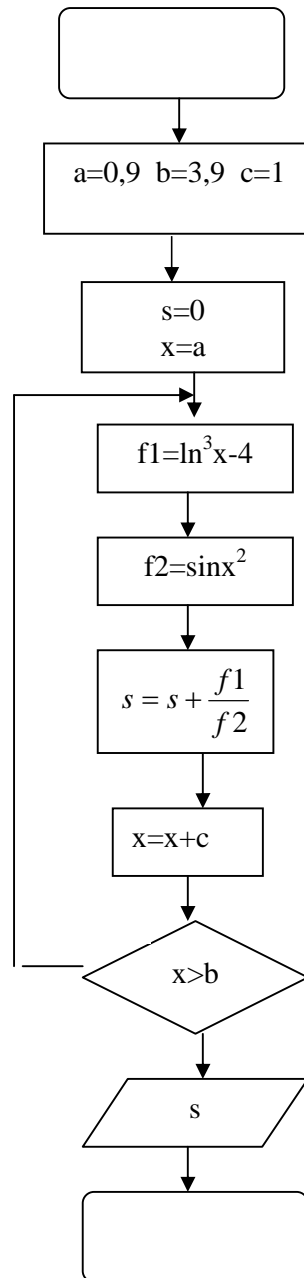 a=0,9 b=3,9 c=1
s=0
x=a
f1=ln³x-4
f2=sinx²
s = s + f1/f2
x=x+c
x>b
s